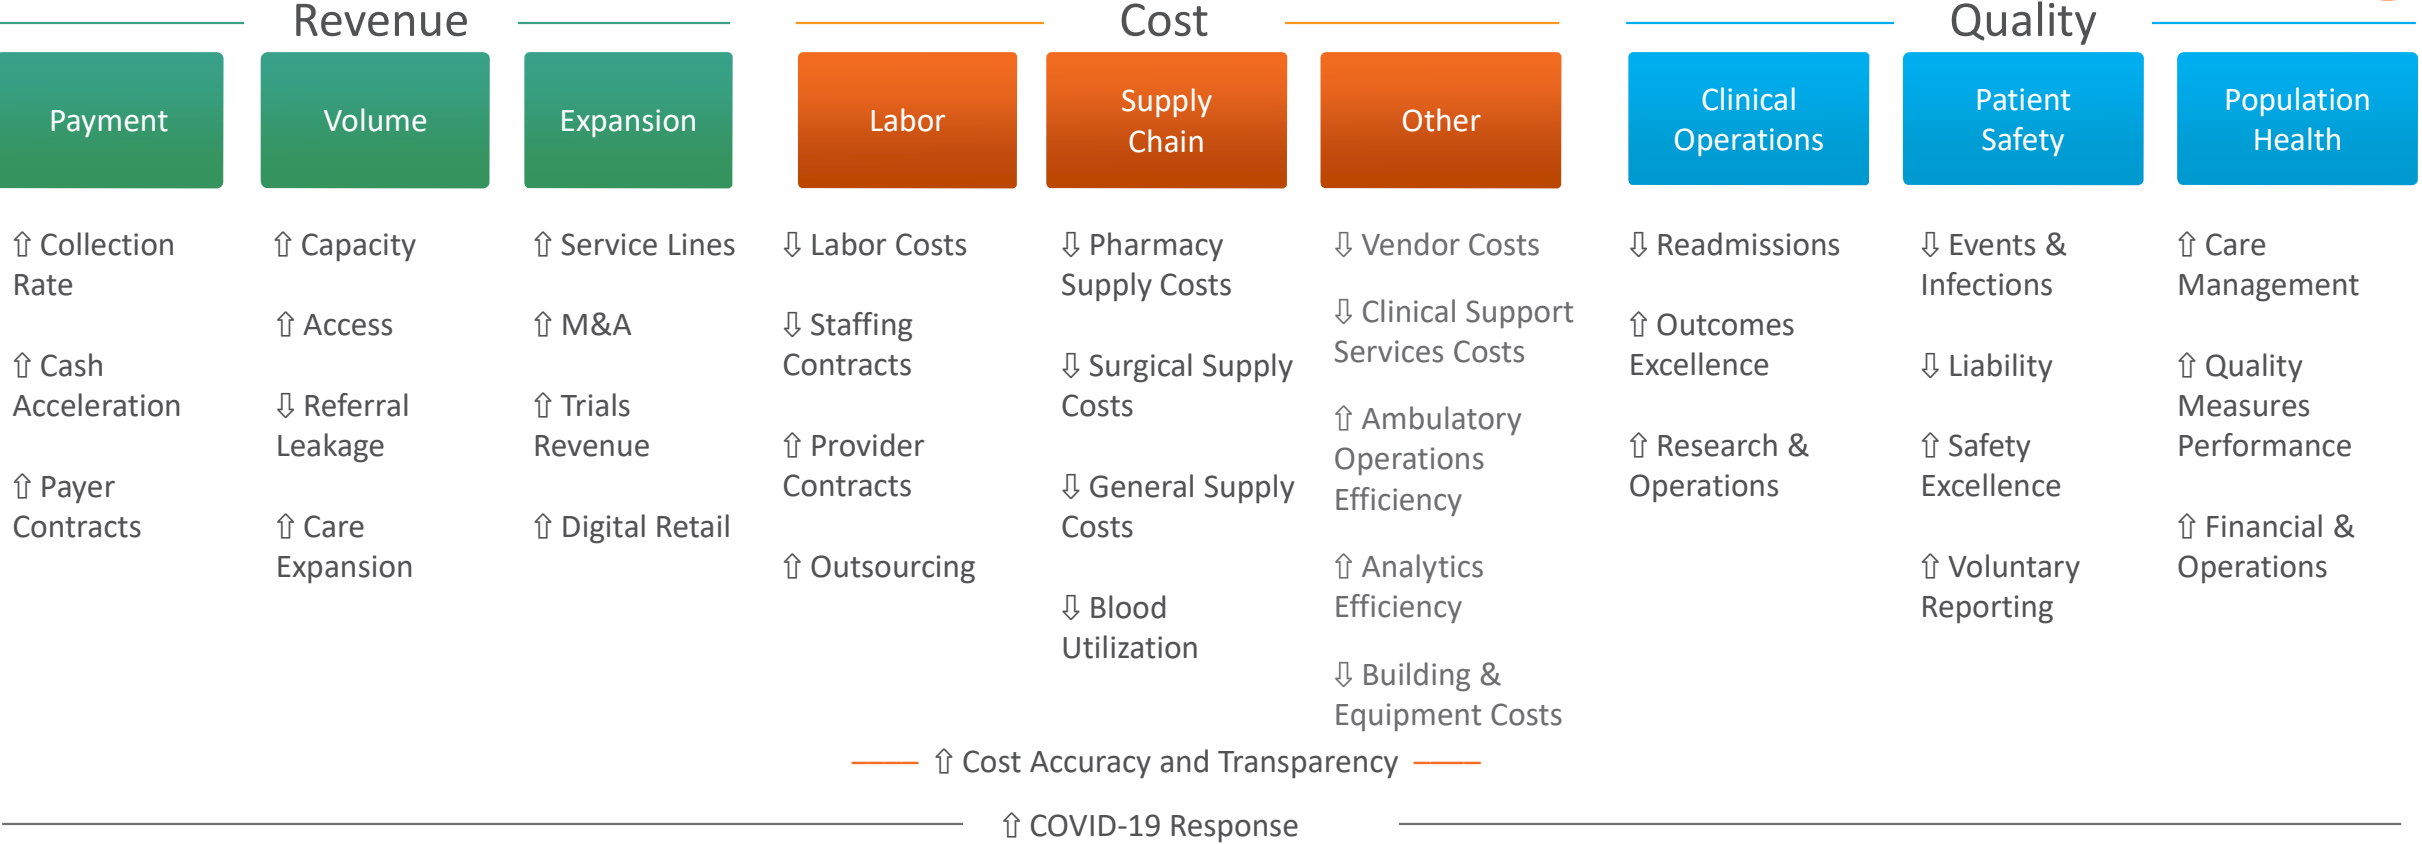 Revenue
Payment
Volume
Expansion
⇧ Collection
Rate
⇧ Cash
Acceleration
⇧ Payer
Contracts
⇧ Capacity
⇧ Access
⇩ Referral
Leakage
⇧ Care
Expansion
⇧ Service Lines
⇧ M&A
⇧ Trials
Revenue
⇧ Digital Retail
Cost
Labor
Supply
Chain
Other
⇩ Labor Costs
⇩ Staffing
Contracts
⇧ Provider
Contracts
⇧ Outsourcing
⇩ Pharmacy
Supply Costs
⇩ Surgical Supply
Costs
⇩ General Supply
Costs
⇩ Blood
Utilization
⇩ Vendor Costs
⇩ Clinical Support
Services Costs
⇧ Ambulatory
Operations
Efficiency
⇧ Analytics
Efficiency
⇩ Building &
Equipment Costs
Quality
Clinical
Operations
Patient
Safety
Population
Health
⇩ Readmissions
⇧ Outcomes
Excellence
⇧ Research &
Operations
⇩ Events &
Infections
⇩ Liability
⇧ Safety
Excellence
⇧ Voluntary
Reporting
⇧ Care
Management
⇧ Quality
Measures
Performance
⇧ Financial &
Operations
⇧ Cost Accuracy and Transparency
⇧ COVID-19 Response